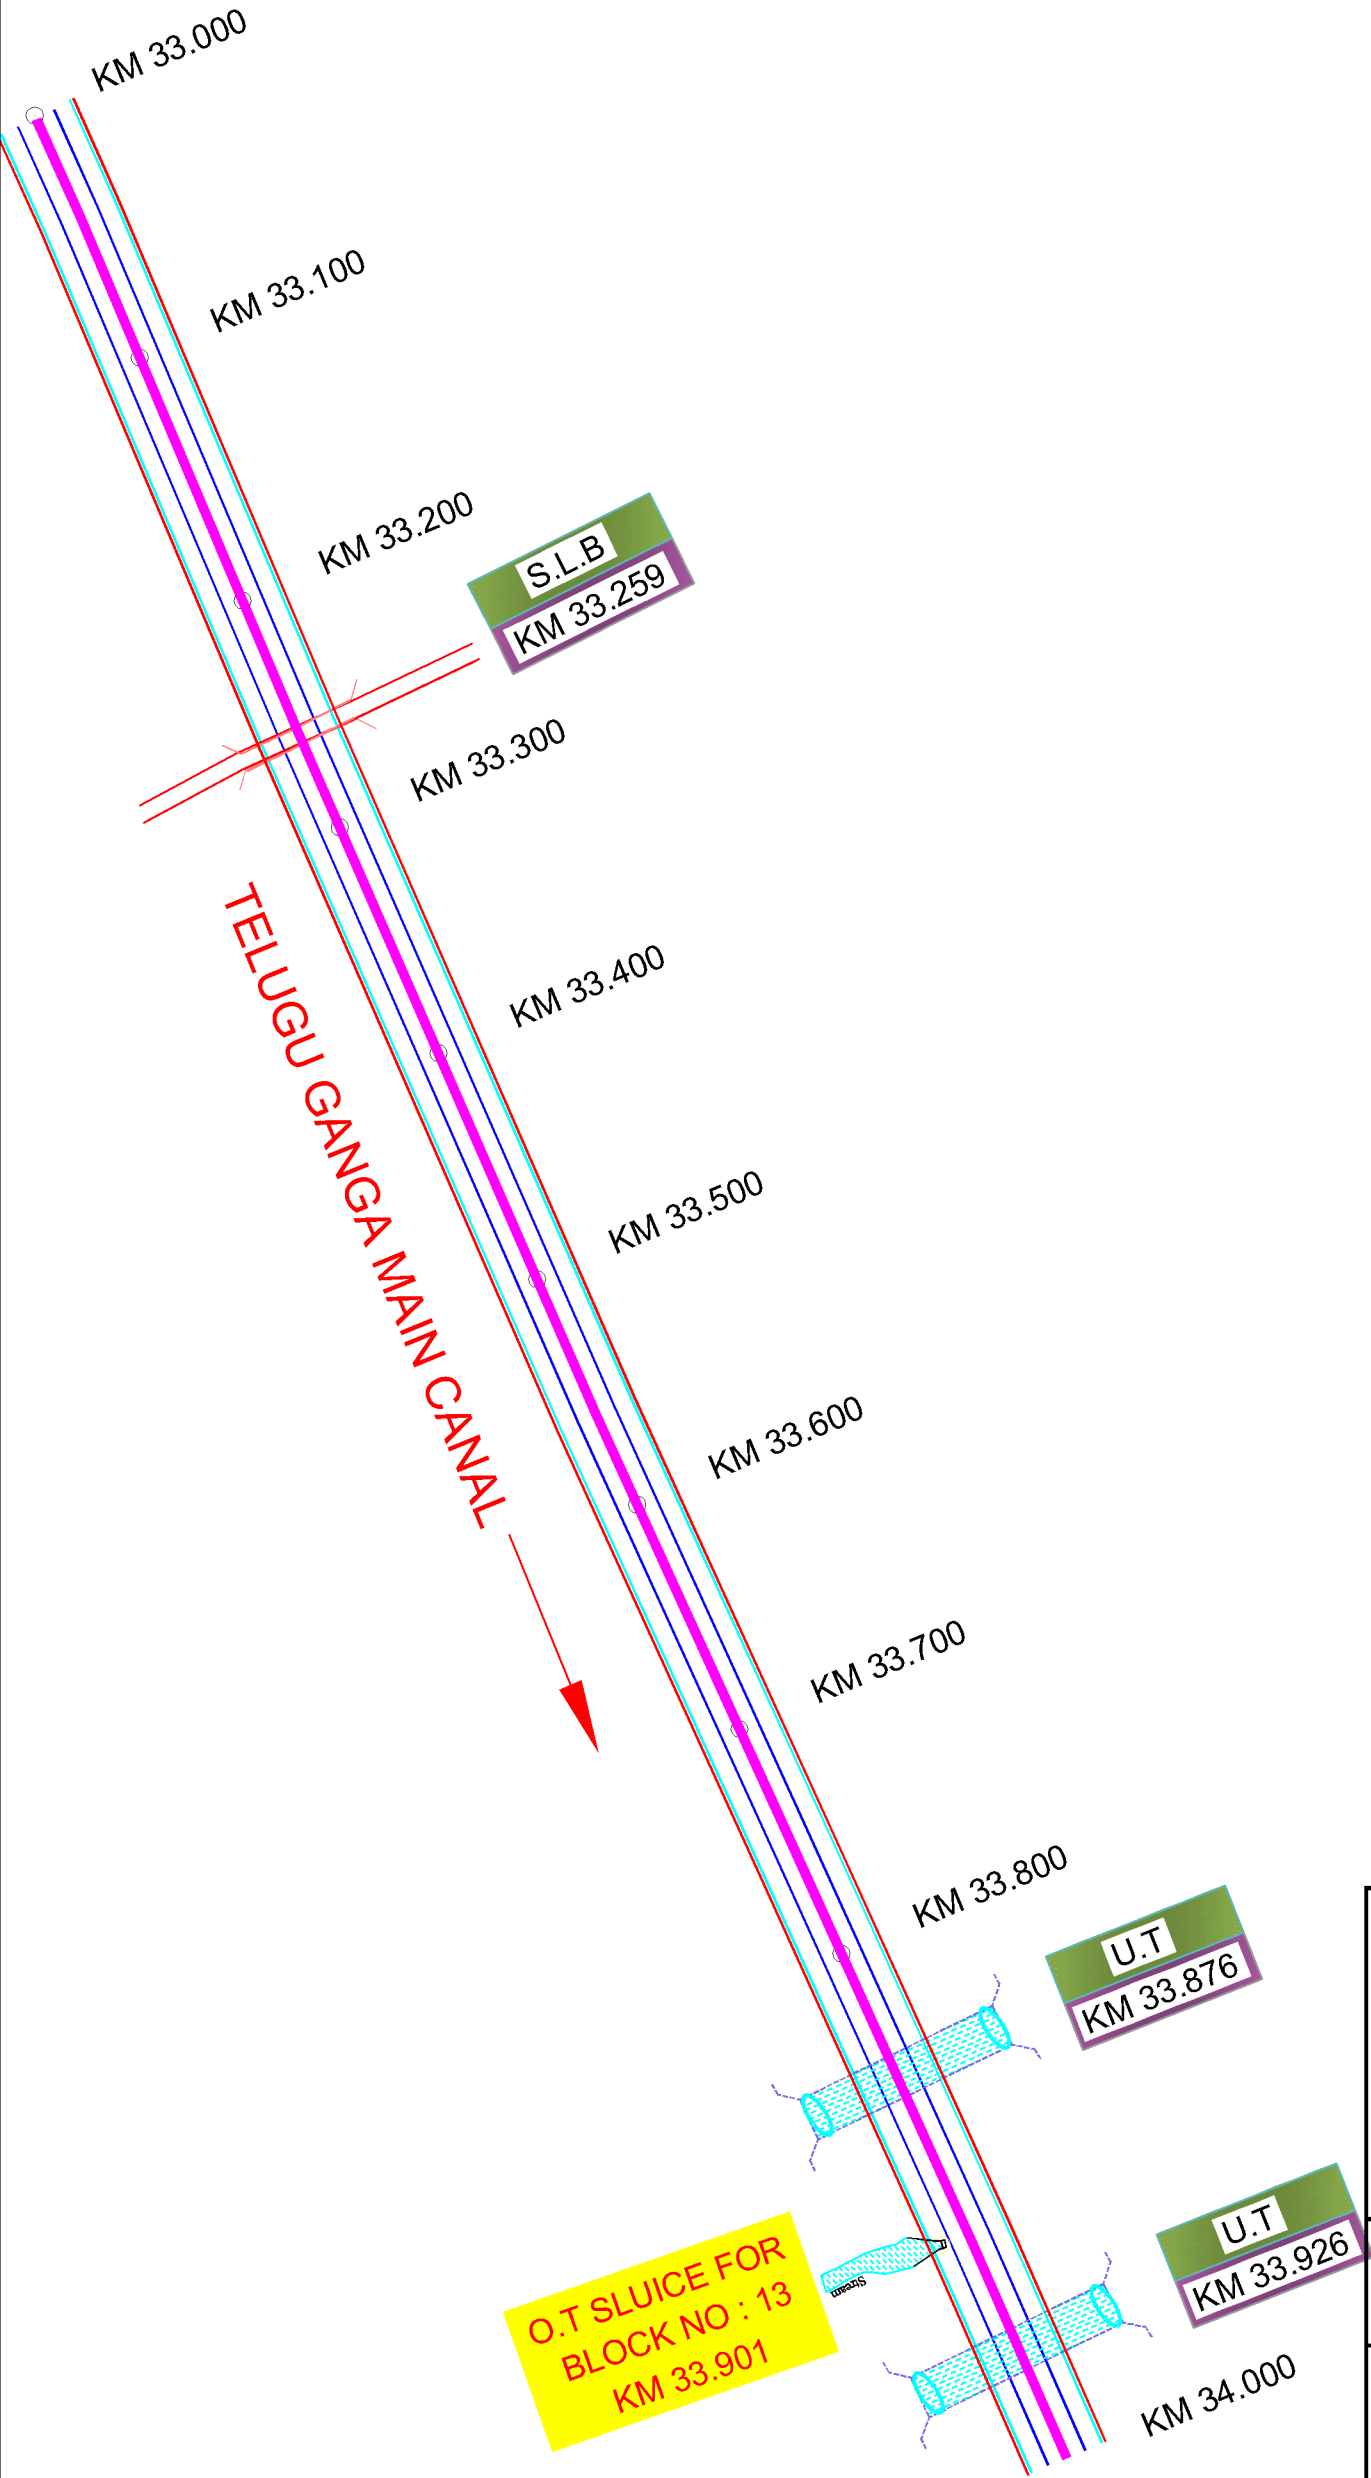 KM 33.000
KM 33.100
KM 33.200
S.L.B
KM 33.259
KM 33.300
TELUGU GANGA MAIN CANAL
KM 33.400
KM 33.500
KM 33.600
KM 33.700
KM 33.800
U.T
KM 33.876
O.T SLUICE FOR
BLOCK NO : 13
KM 33.901
Stream
U.T
KM 33.926
KM 34.000